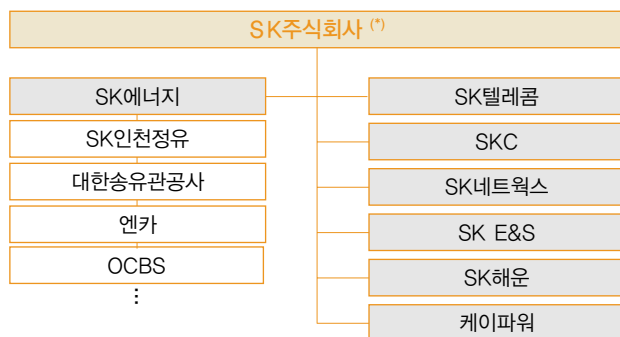 SK주식회사 (*)
SK에너지
SK인천정유
대한송유관공사
엔카
OCBS
⋮
SK텔레콤
SKC
SK네트웍스
SK E&S
SK해운
케이파워